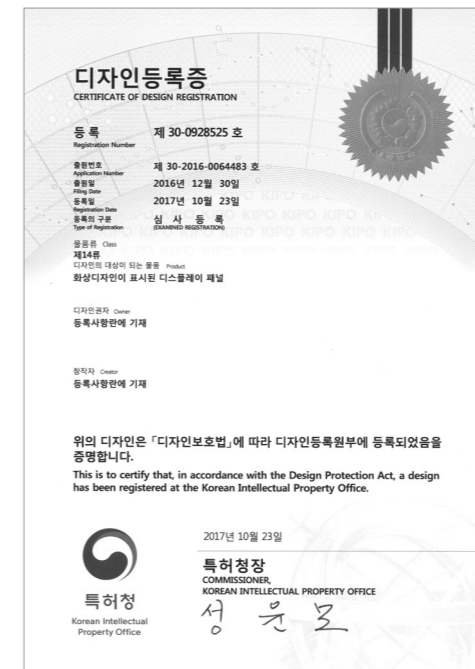 디자인등록증
CERTIFICATE OF DESIGN REGISTRATION
등 록 제 30-0928525 호
Registration Number
출원번호 제 30-2016-0064483 호
Application Number
출원일 2016년 12월 30일
Filing Date
등록일 2017년 10월 23일
Registration Date
등록의 구분 심 사 등 록
Type of Registration (EXAMINED REGISTRATION)
물품류 Class
제14류
디자인의 대상이 되는 물품 Product
화상디자인이 표시된 디스플레이 패널
디자인권자 Owner
등록사항란에 기재
창작자 Creator
등록사항란에 기재
위의 디자인은 「디자인보호법」에 따라 디자인등록원부에 등록되었음을
증명합니다.
This is to certify that, in accordance with the Design Protection Act, a design
has been registered at the Korean Intellectual Property Office.
2017년 10월 23일
특허청장
COMMISSIONER,
KOREAN INTELLECTUAL PROPERTY OFFICE
성 윤 모
특허청
Korean Intellectual
Property Office